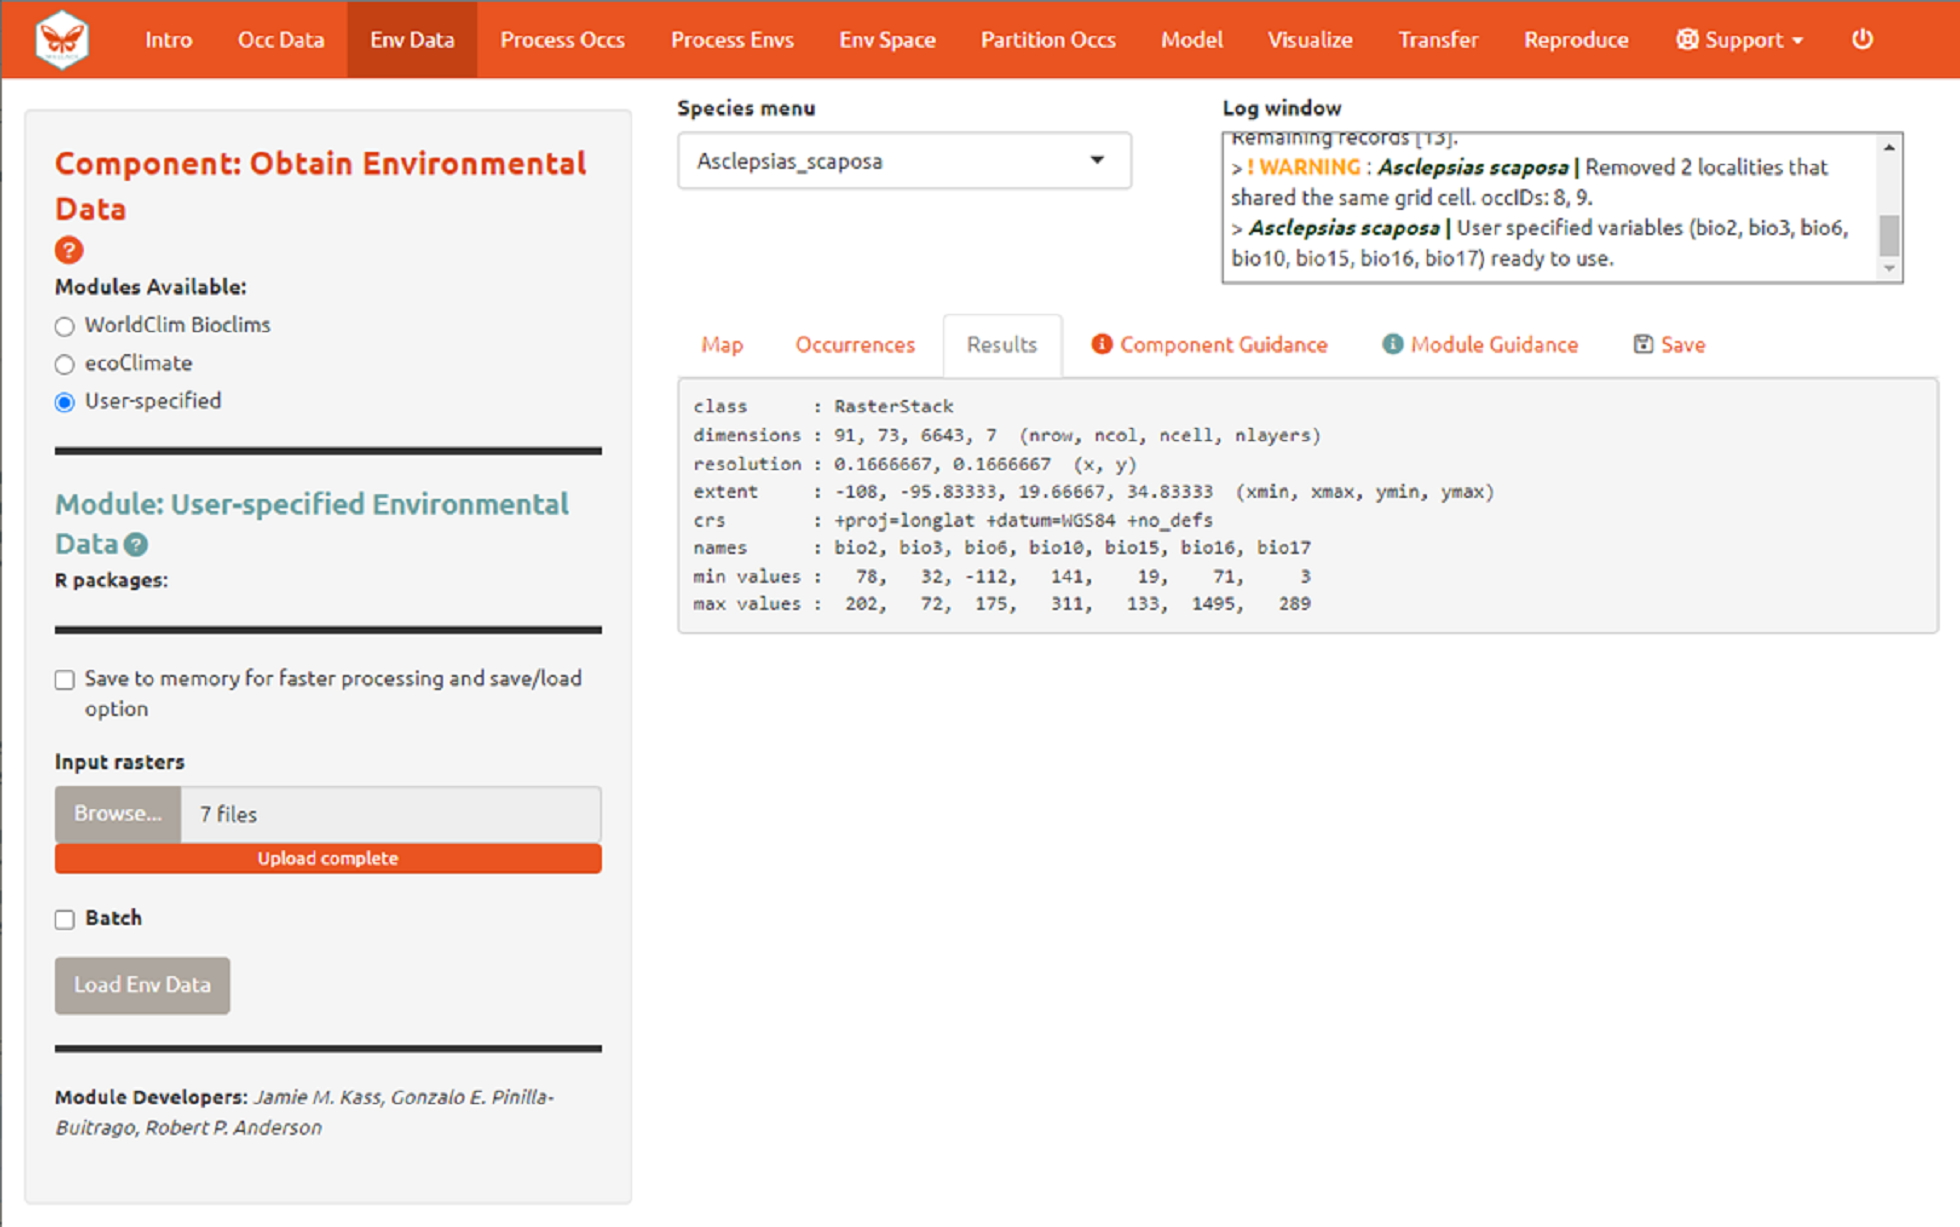 Intro Occ Data Env Data Process Occs Process Envs Env Space Partition Occs Model Visualize Transfer Reproduce Support
Component: Obtain Environmental
Data
?
Modules Available:
WorldClim Bioclims
ecoClimate
User-specified
Module: User-specified Environmental
Data ?
R packages:
Save to memory for faster processing and save/load
option
Input rasters
Browse... 7 files
Upload complete
Batch
Load Env Data
Module Developers: Jamie M. Kass, Gonzalo E. Pinilla-
Buitrago, Robert P. Anderson
Species menu
Asclepsias_scaposa
Log window
Remaining records [13].
> ! WARNING : Asclepsias scaposa | Removed 2 localities that
shared the same grid cell. occIDs: 8, 9.
> Asclepsias scaposa | User specified variables (bio2, bio3, bio6,
bio10, bio15, bio16, bio17) ready to use.
Map Occurrences Results Component Guidance Module Guidance Save
class : RasterStack
dimensions : 91, 73, 6643, 7 (nrow, ncol, ncell, nlayers)
resolution : 0.1666667, 0.1666667 (x, y)
extent : -108, -95.83333, 19.66667, 34.83333 (xmin, xmax, ymin, ymax)
crs : +proj=longlat +datum=WGS84 +no_defs
names : bio2, bio3, bio6, bio10, bio15, bio16, bio17
min values : 78, 32, -112, 141, 19, 71, 3
max values : 202, 72, 175, 311, 133, 1495, 289